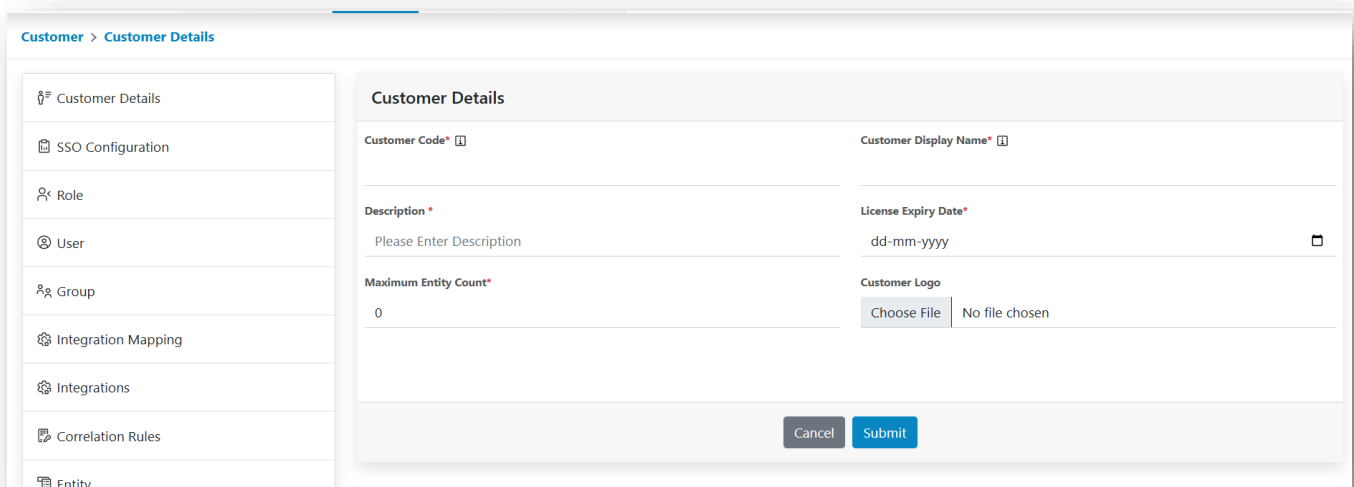 Customer > Customer Details
Customer Details
SSO Configuration
Role
User
Group
Integration Mapping
Integrations
Correlation Rules
Entity
Customer Details
Customer Code*
Customer Display Name*
Description *
License Expiry Date*
Please Enter Description
dd-mm-yyyy
Maximum Entity Count*
Customer Logo
0
Choose File No file chosen
Cancel Submit